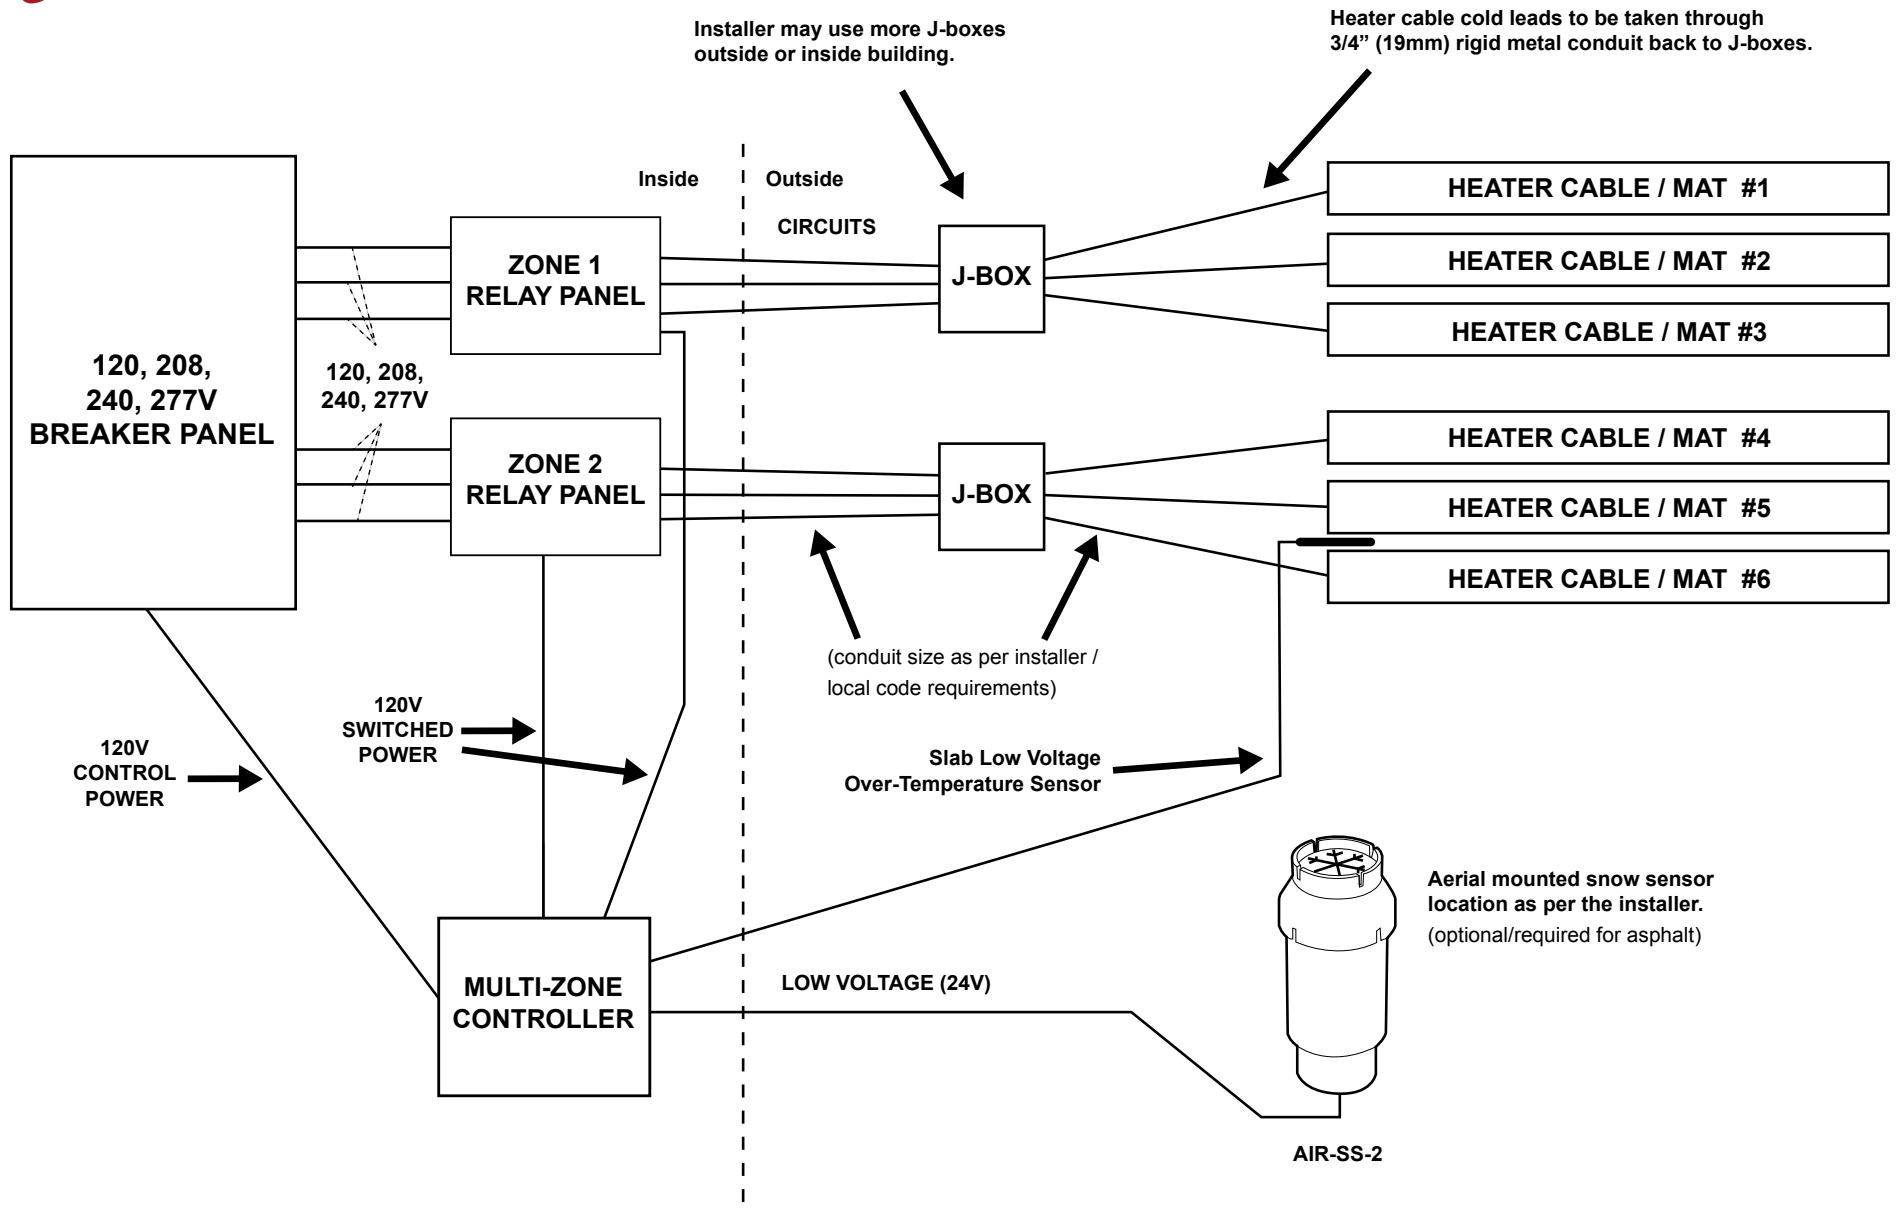 Installer may use more J-boxes
outside or inside building.
Heater cable cold leads to be taken through
3/4” (19mm) rigid metal conduit back to J-boxes.
Inside
Outside
CIRCUITS
120, 208,
240, 277V
BREAKER PANEL
120, 208,
240, 277V
ZONE 1
RELAY PANEL
ZONE 2
RELAY PANEL
J-BOX
J-BOX
HEATER CABLE / MAT #1
HEATER CABLE / MAT #2
HEATER CABLE / MAT #3
HEATER CABLE / MAT #4
HEATER CABLE / MAT #5
HEATER CABLE / MAT #6
(conduit size as per installer /
local code requirements)
120V
SWITCHED
POWER
120V
CONTROL
POWER
Slab Low Voltage
Over-Temperature Sensor
Aerial mounted snow sensor
location as per the installer.
(optional/required for asphalt)
MULTI-ZONE
CONTROLLER
LOW VOLTAGE (24V)
AIR-SS-2